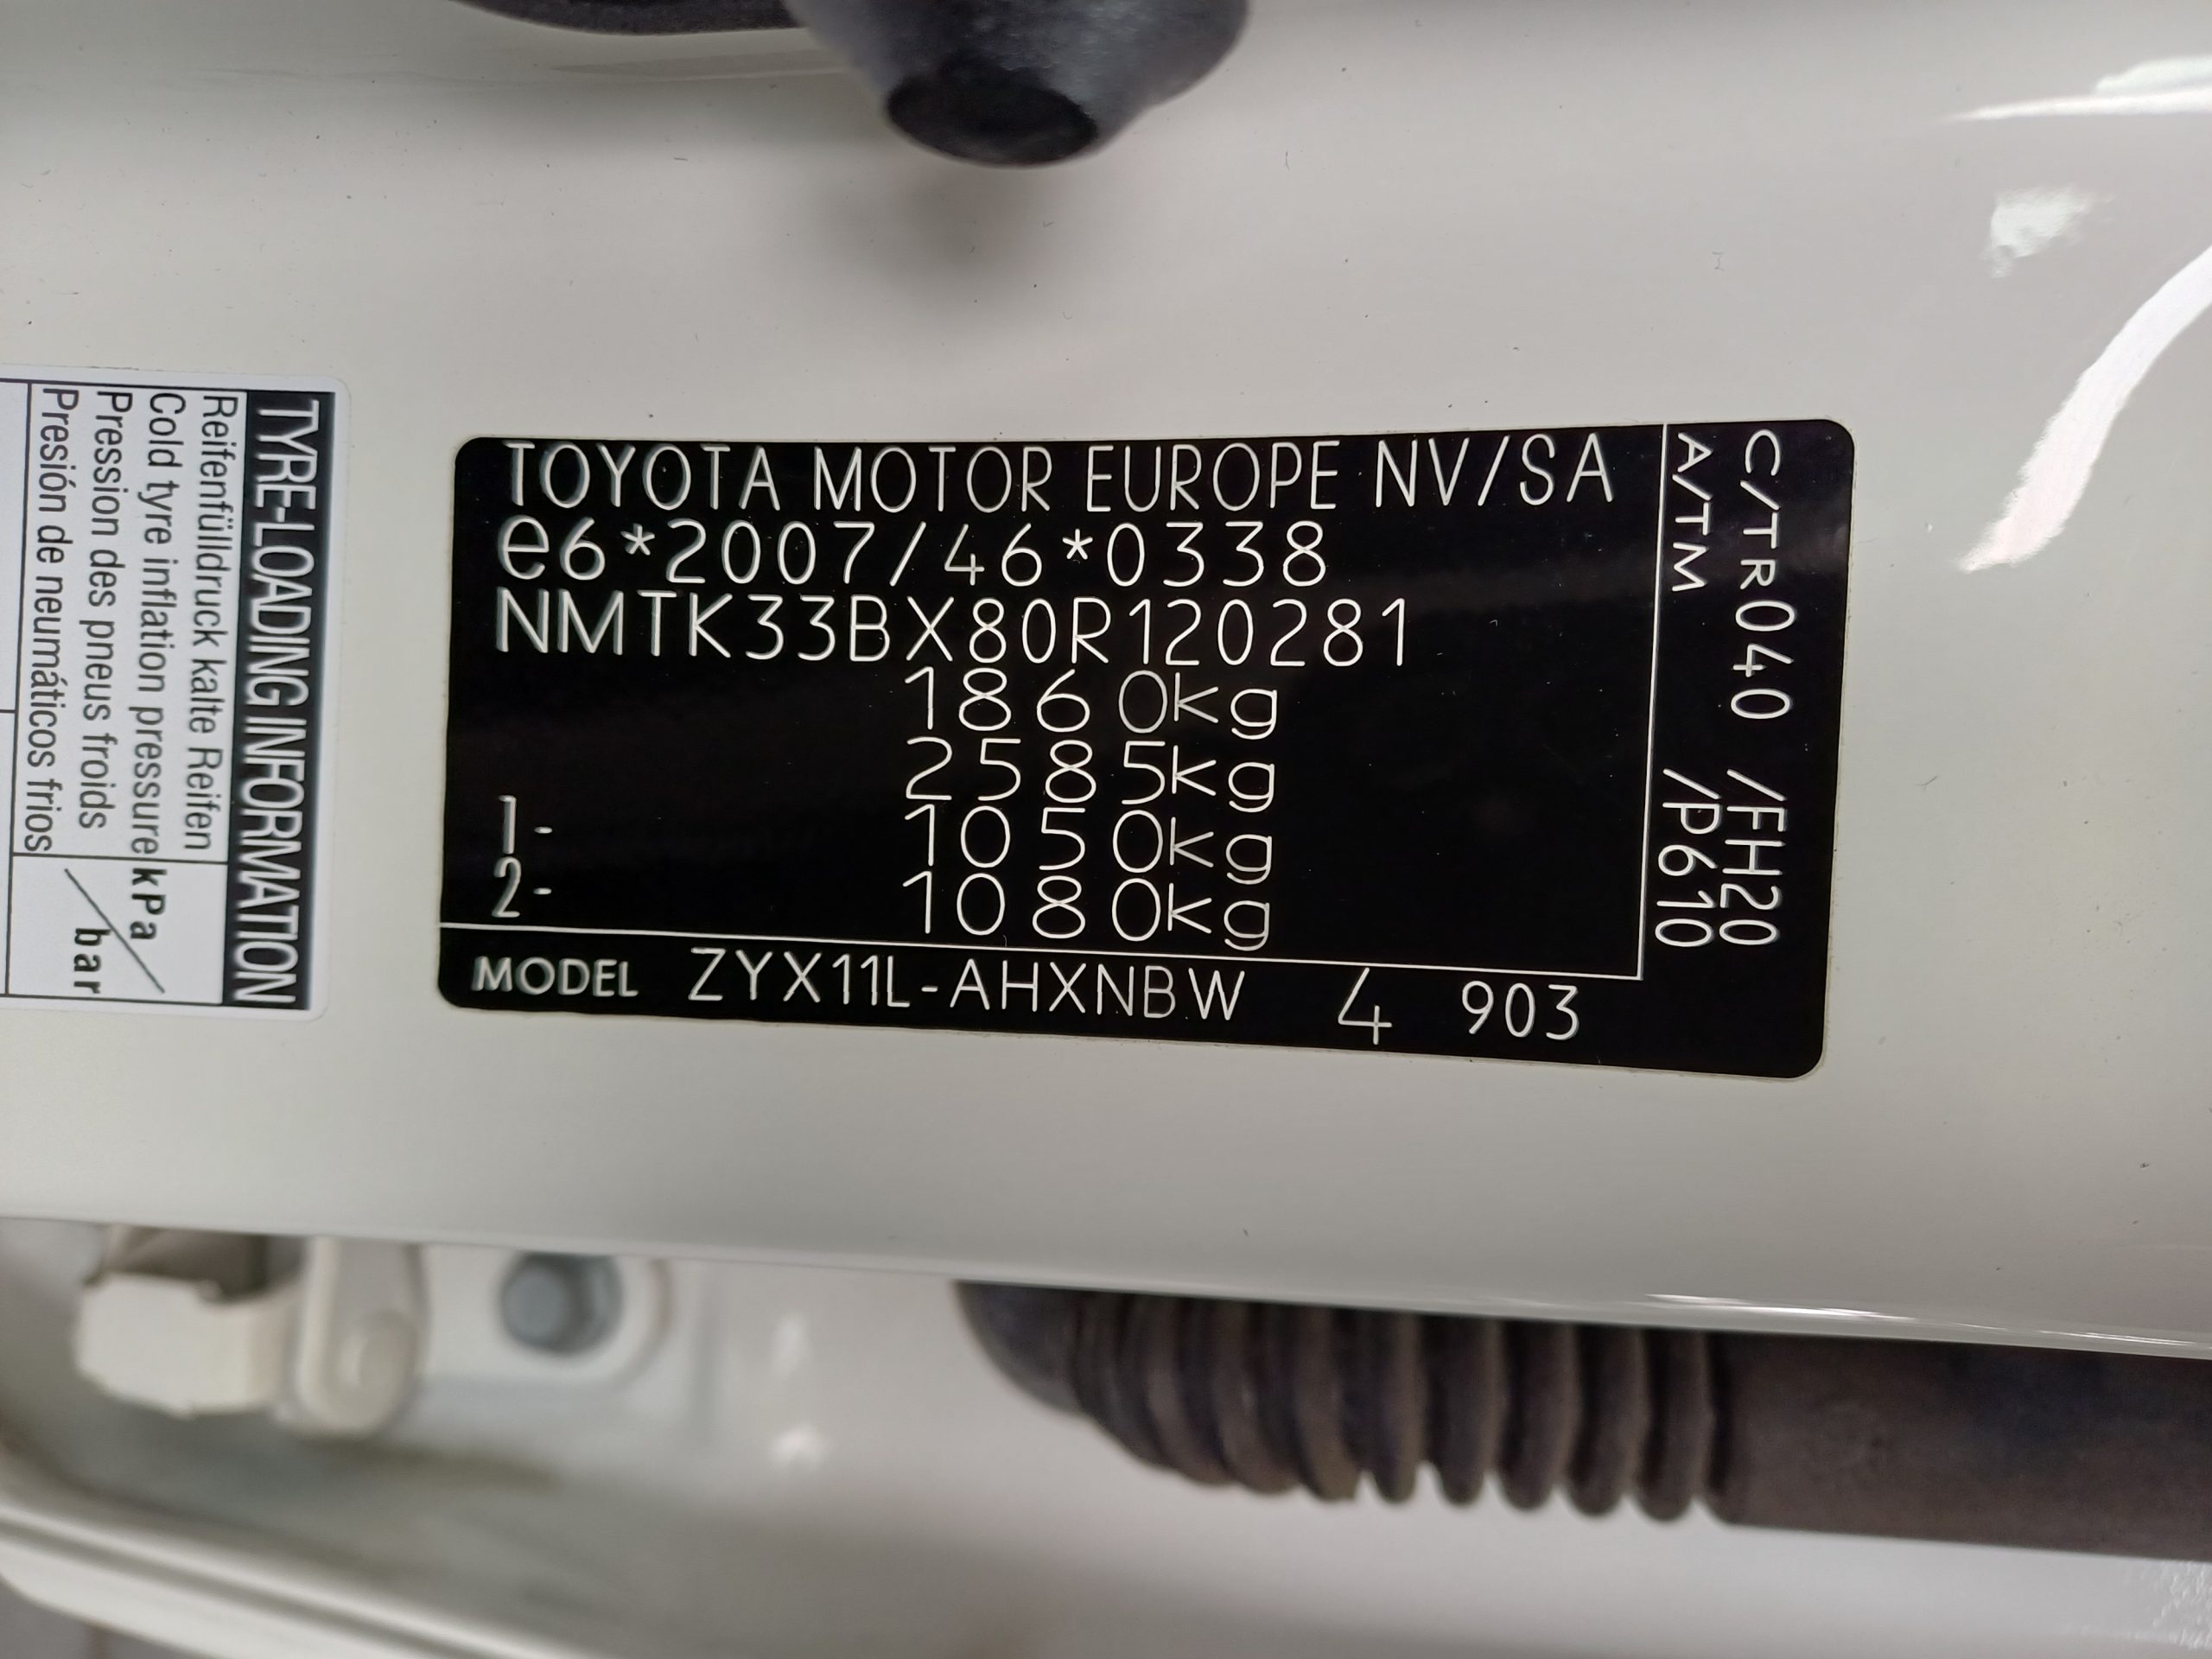 TYRE-LOADING INFORMATION
Reifenfülldruck kalte Reifen
Cold tyre inflation pressure
Pression des pneus froids
Presión de neumáticos frios
kPa
/
bar
TOYOTA MOTOR EUROPE NV/SA
e6*2007/46*0338
NMTK33BX80R120281
1860kg
2585kg
1- 1050kg
2- 1080kg
MODEL ZYX11L-AHXNBW 4 903
C/TR040 /FH20
A/TM /P610